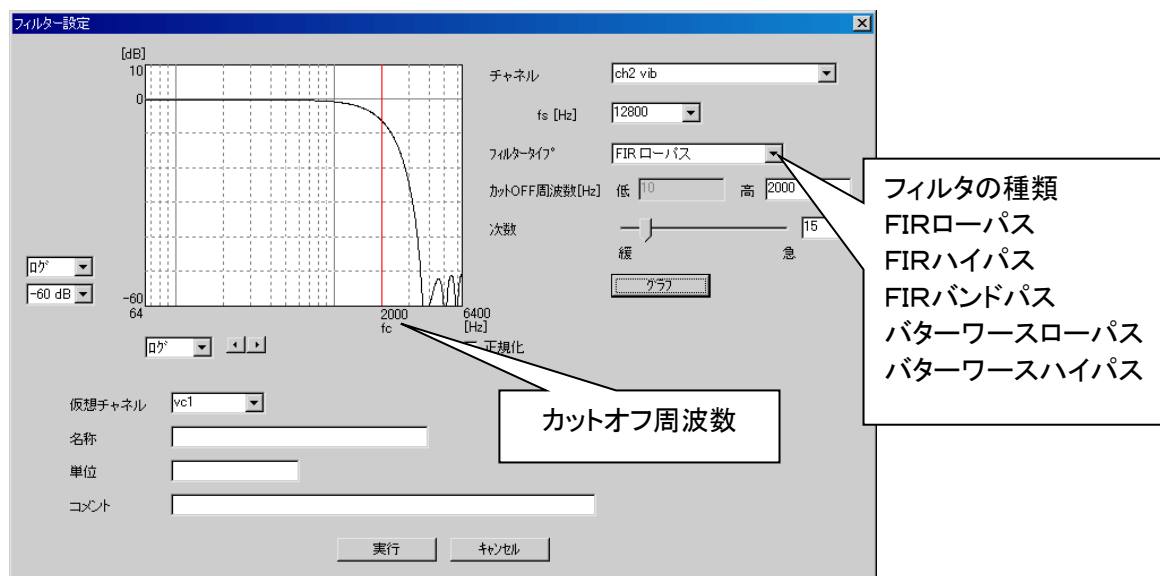 フィルター設定
[dB]
10
0
-60
64
2000
fc
6400
[Hz]
ﾛｸﾞ
-60 dB
ﾛｸﾞ
正規化
チャネル
ch2 vib
fs [Hz]
12800
ﾌｨﾙﾀｰﾀｲﾌﾟ
FIR ローパス
ｶｯﾄOFF周波数[Hz]
低
10
高
2000
次数
15
緩
急
ｸﾞﾗﾌ
仮想チャネル
vc1
名称
単位
コメント
実行
ｷｬﾝｾﾙ
カットオフ周波数
フィルタの種類
FIRローパス
FIRハイパス
FIRバンドパス
バターワースローパス
バターワースハイパス